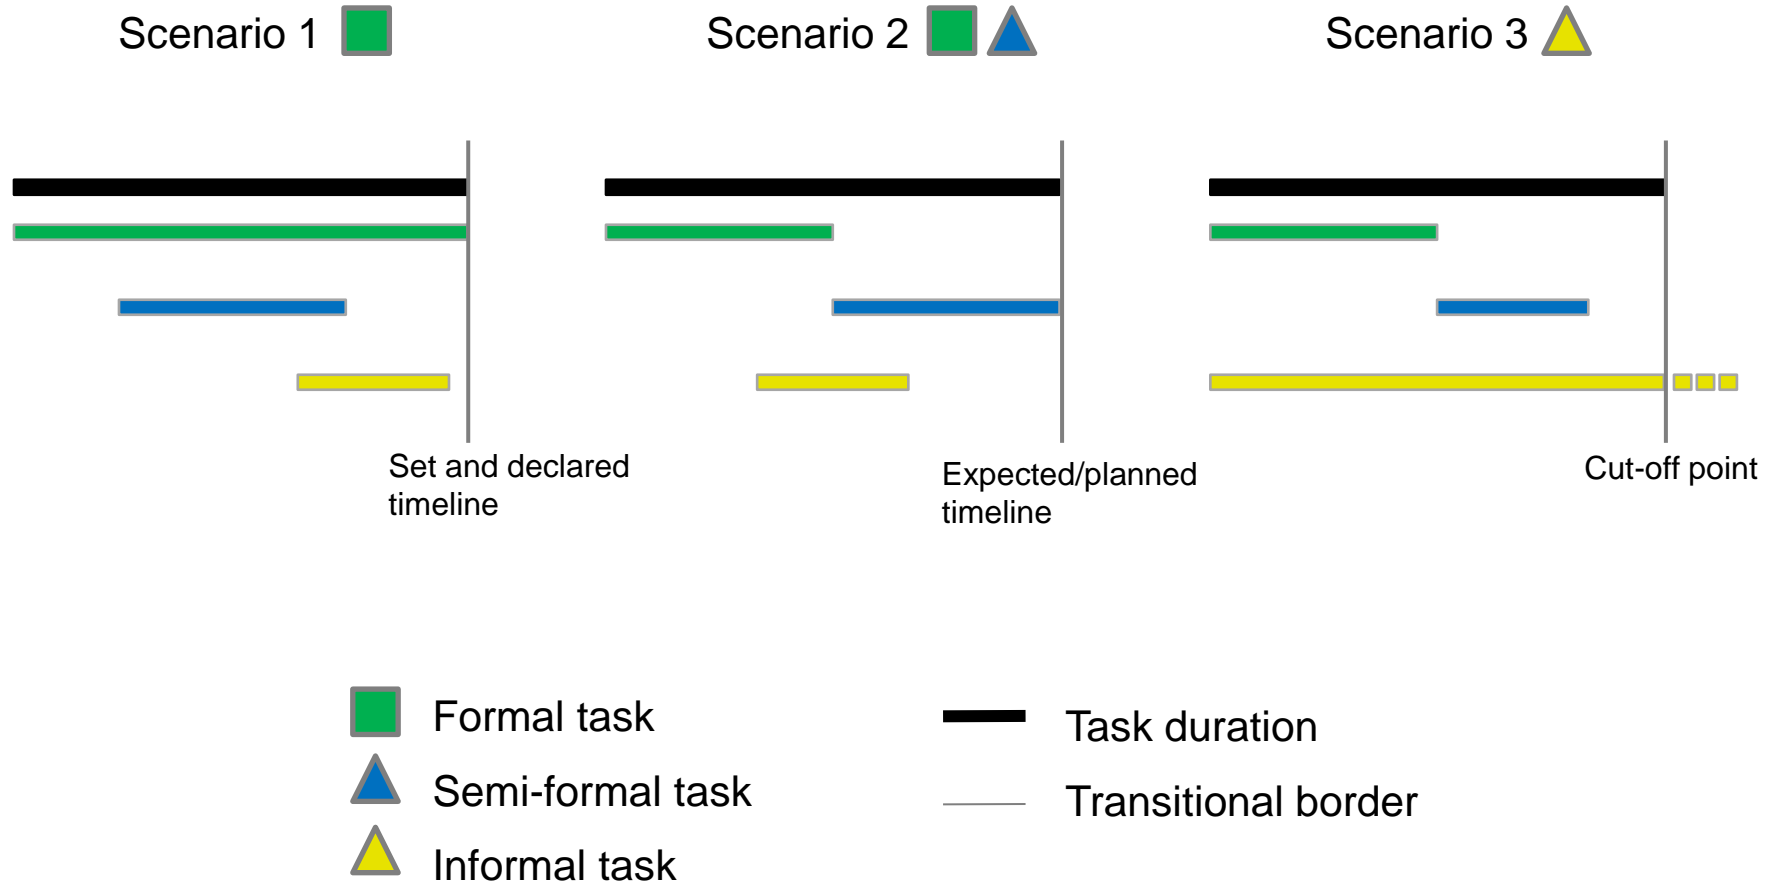 Scenario 1
Scenario 2
Scenario 3
Set and declared
timeline
Expected/planned
timeline
Cut-off point
Formal task
Semi-formal task
Informal task
Task duration
Transitional border